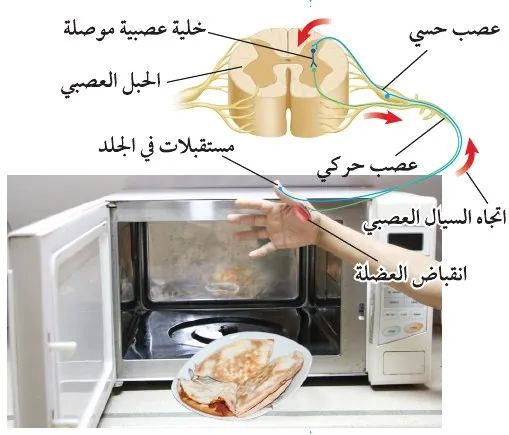 عصب حسي
خلية عصبية موصلة
الحبل العصبي
مستقبلات في الجلد
عصب حركي
اتجاه السيال العصبي
انقباض العضلة